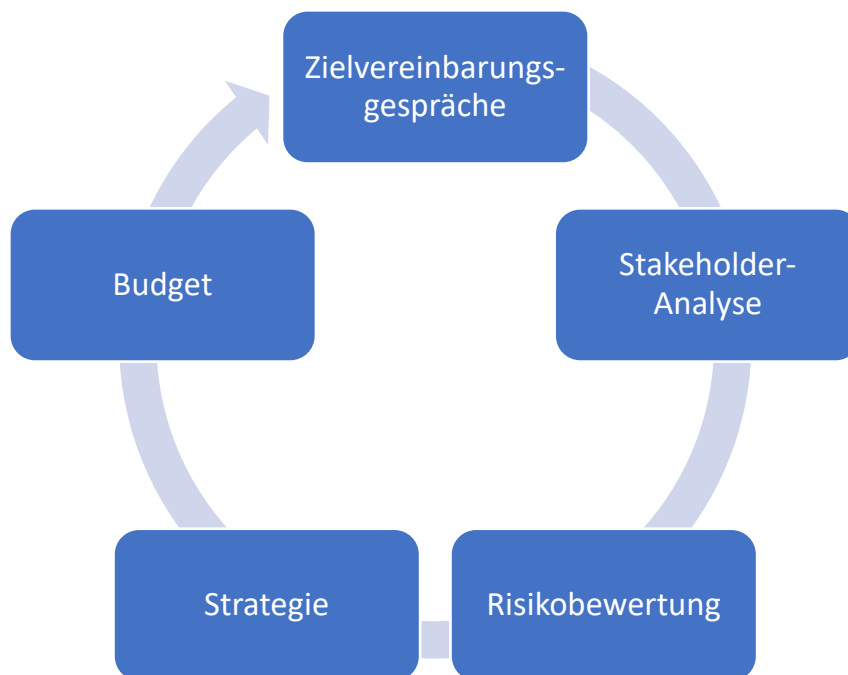 Zielvereinbarungs-
gespräche
Stakeholder-
Analyse
Risikobewertung
Strategie
Budget